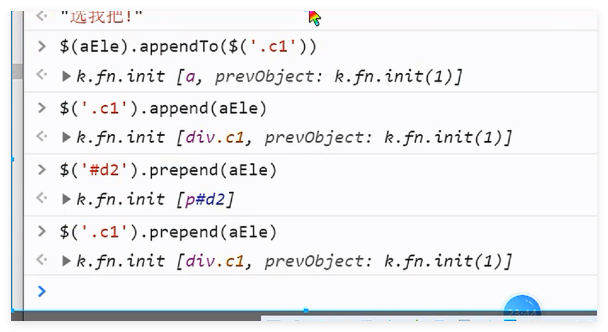 "选我把!"
> $(aEle).appendTo($('.c1'))
k.fn.init [a, prevObject: k.fn.init(1)]
> $('.c1').append(aEle)
k.fn.init [div.c1, prevObject: k.fn.init(1)]
> $('#d2').prepend(aEle)
k.fn.init [p#d2]
> $('.c1').prepend(aEle)
k.fn.init [div.c1, prevObject: k.fn.init(1)]
>